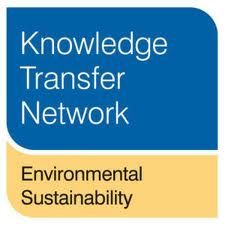 Knowledge
Transfer
Network
Environmental
Sustainability